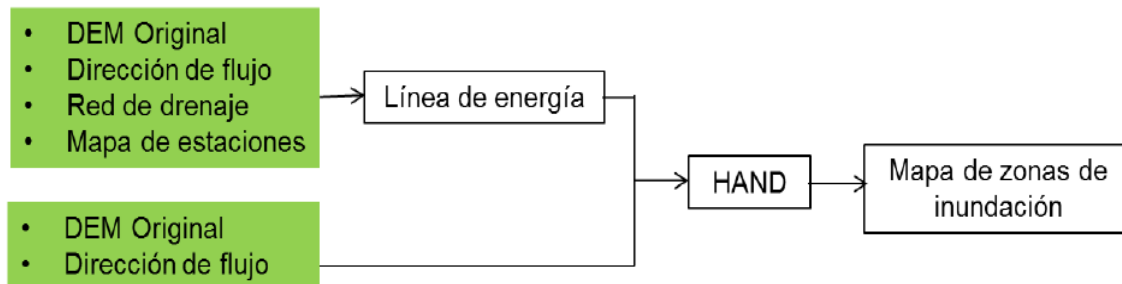 • DEM Original
• Dirección de flujo
• Red de drenaje
• Mapa de estaciones
Línea de energía
HAND
Mapa de zonas de
inundación
• DEM Original
• Dirección de flujo